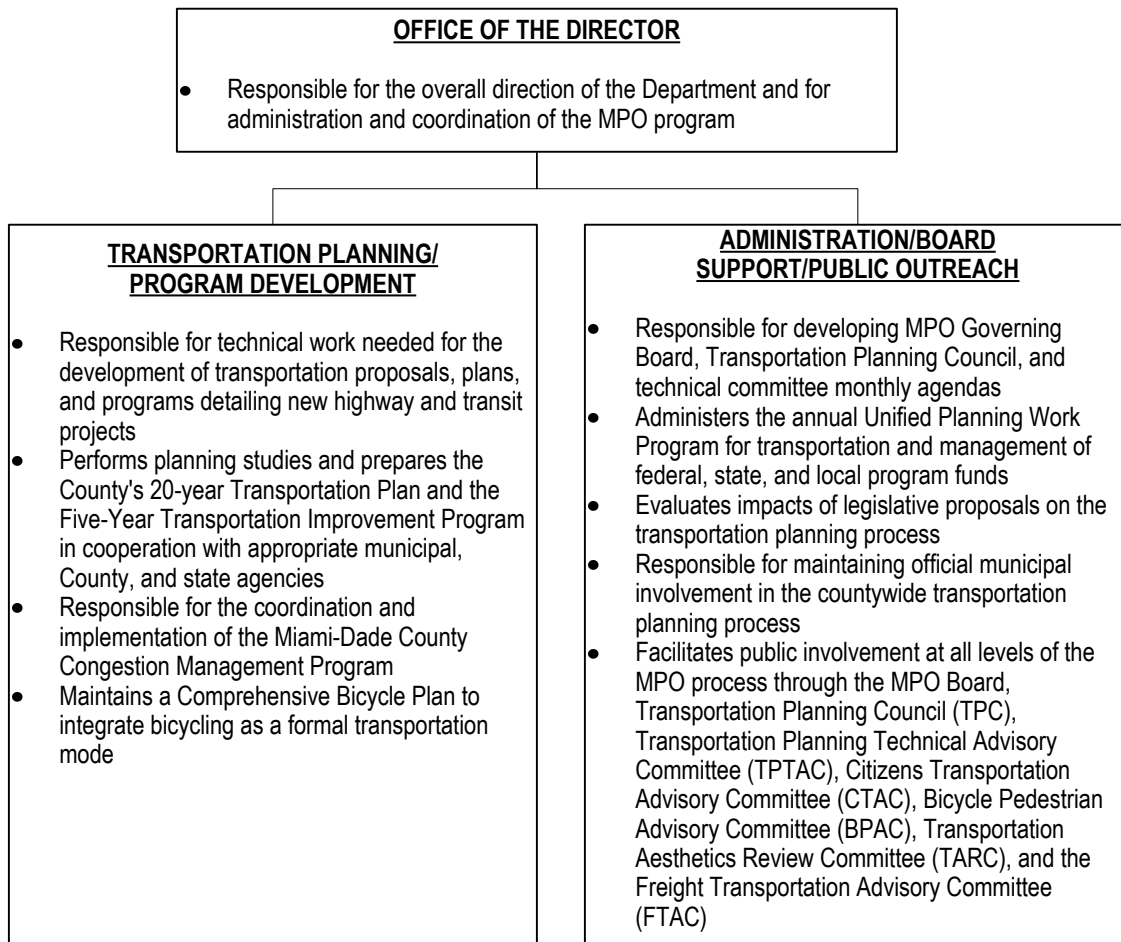 OFFICE OF THE DIRECTOR
● Responsible for the overall direction of the Department and for
administration and coordination of the MPO program
TRANSPORTATION PLANNING/
PROGRAM DEVELOPMENT
● Responsible for technical work needed for the
development of transportation proposals, plans,
and programs detailing new highway and transit
projects
● Performs planning studies and prepares the
County's 20-year Transportation Plan and the
Five-Year Transportation Improvement Program
in cooperation with appropriate municipal,
County, and state agencies
● Responsible for the coordination and
implementation of the Miami-Dade County
Congestion Management Program
● Maintains a Comprehensive Bicycle Plan to
integrate bicycling as a formal transportation
mode
ADMINISTRATION/BOARD
SUPPORT/PUBLIC OUTREACH
● Responsible for developing MPO Governing
Board, Transportation Planning Council, and
technical committee monthly agendas
● Administers the annual Unified Planning Work
Program for transportation and management of
federal, state, and local program funds
● Evaluates impacts of legislative proposals on the
transportation planning process
● Responsible for maintaining official municipal
involvement in the countywide transportation
planning process
● Facilitates public involvement at all levels of the
MPO process through the MPO Board,
Transportation Planning Council (TPC),
Transportation Planning Technical Advisory
Committee (TPTAC), Citizens Transportation
Advisory Committee (CTAC), Bicycle Pedestrian
Advisory Committee (BPAC), Transportation
Aesthetics Review Committee (TARC), and the
Freight Transportation Advisory Committee
(FTAC)